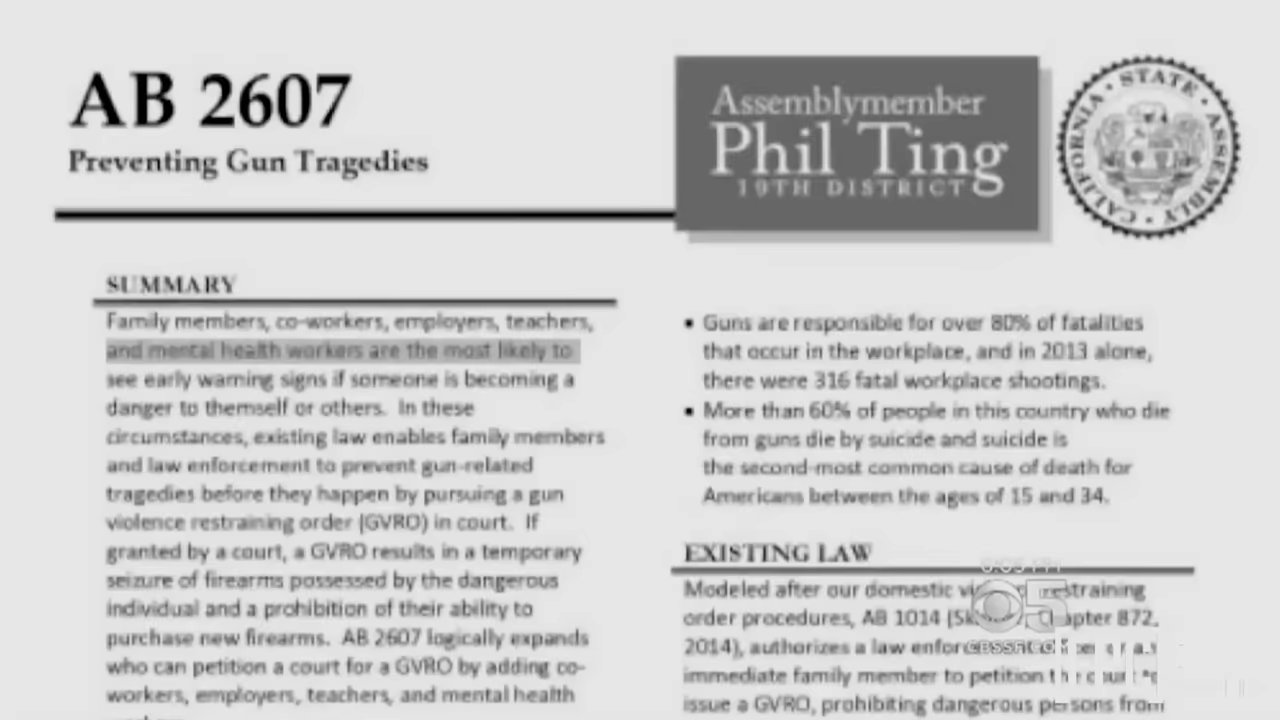 AB 2607
Preventing Gun Tragedies
Assemblymember
Phil Ting
19TH DISTRICT
CALIFORNIA • STATE • ASSEMBLY •
SUMMARY
Family members, co-workers, employers, teachers,
and mental health workers are the most likely to
see early warning signs if someone is becoming a
danger to themself or others. In these
circumstances, existing law enables family members
and law enforcement to prevent gun-related
tragedies before they happen by pursuing a gun
violence restraining order (GVRO) in court. If
granted by a court, a GVRO results in a temporary
seizure of firearms possessed by the dangerous
individual and a prohibition of their ability to
purchase new firearms. AB 2607 logically expands
who can petition a court for a GVRO by adding co-
workers, employers, teachers, and mental health
▪ Guns are responsible for over 80% of fatalities
that occur in the workplace, and in 2013 alone,
there were 316 fatal workplace shootings.
▪ More than 60% of people in this country who die
from guns die by suicide and suicide is
the second-most common cause of death for
Americans between the ages of 15 and 34.
EXISTING LAW
Modeled after our domestic restraining
order procedures, AB 1014 (Chapter 872,
2014), authorizes a law
immediate family member to petition
issue a GVRO, prohibiting dangerous persons from
5